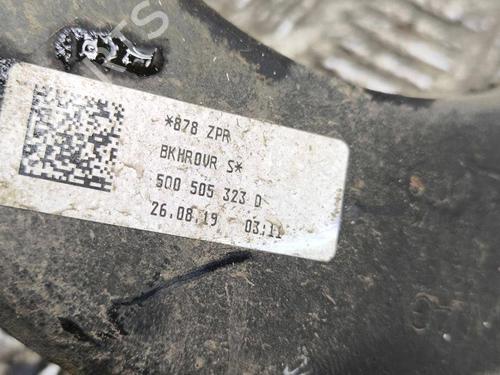 *878 ZPR
BKHROVR S*
5Q0 505 323 D
26.08.19 03:11